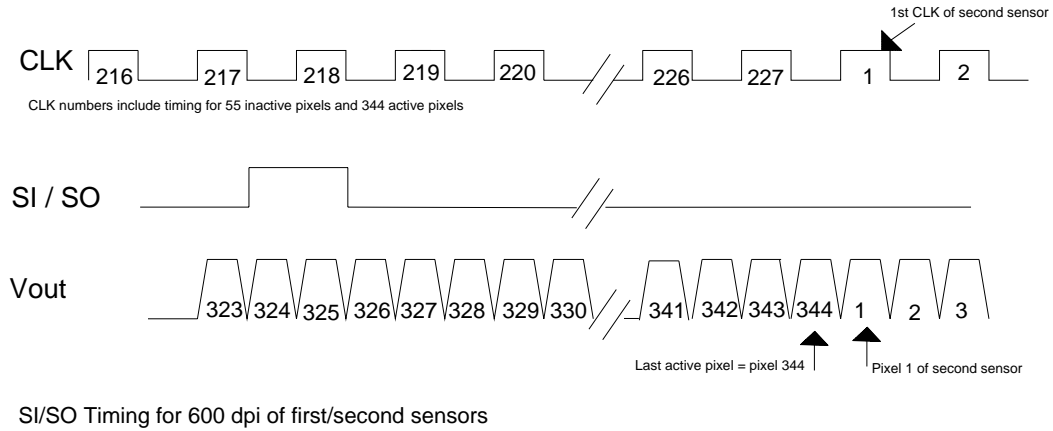 1st CLK of second sensor
CLK
216 217 218 219 220 226 227 1 2
CLK numbers include timing for 55 inactive pixels and 344 active pixels
SI / SO
Vout
323 324 325 326 327 328 329 330 341 342 343 344 1 2 3
Last active pixel = pixel 344
Pixel 1 of second sensor
SI/SO Timing for 600 dpi of first/second sensors